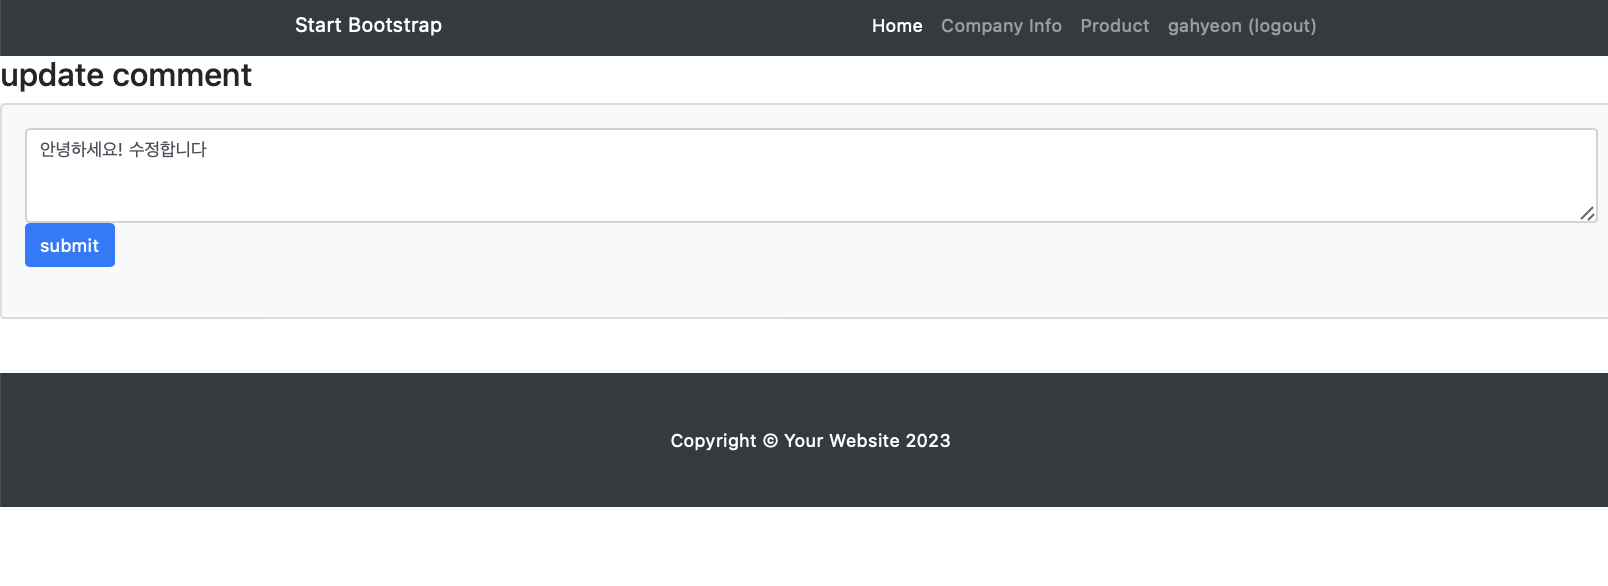 Start Bootstrap Home Company Info Product gahyeon (logout)
update comment
안녕하세요! 수정합니다
submit
Copyright © Your Website 2023